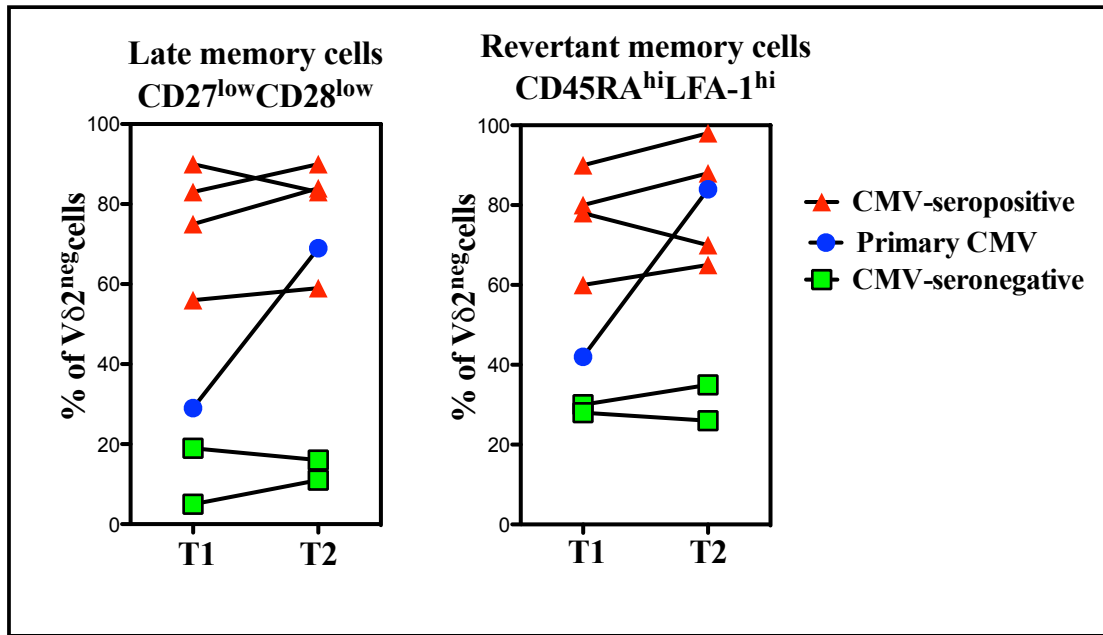 Late memory cells
CD27lowCD28low
% of Vδ2negcells
100
80
60
40
20
0
T1 T2
Revertant memory cells
CD45RAhiLFA-1hi
% of Vδ2negcells
100
80
60
40
20
0
T1 T2
CMV-seropositive
Primary CMV
CMV-seronegative